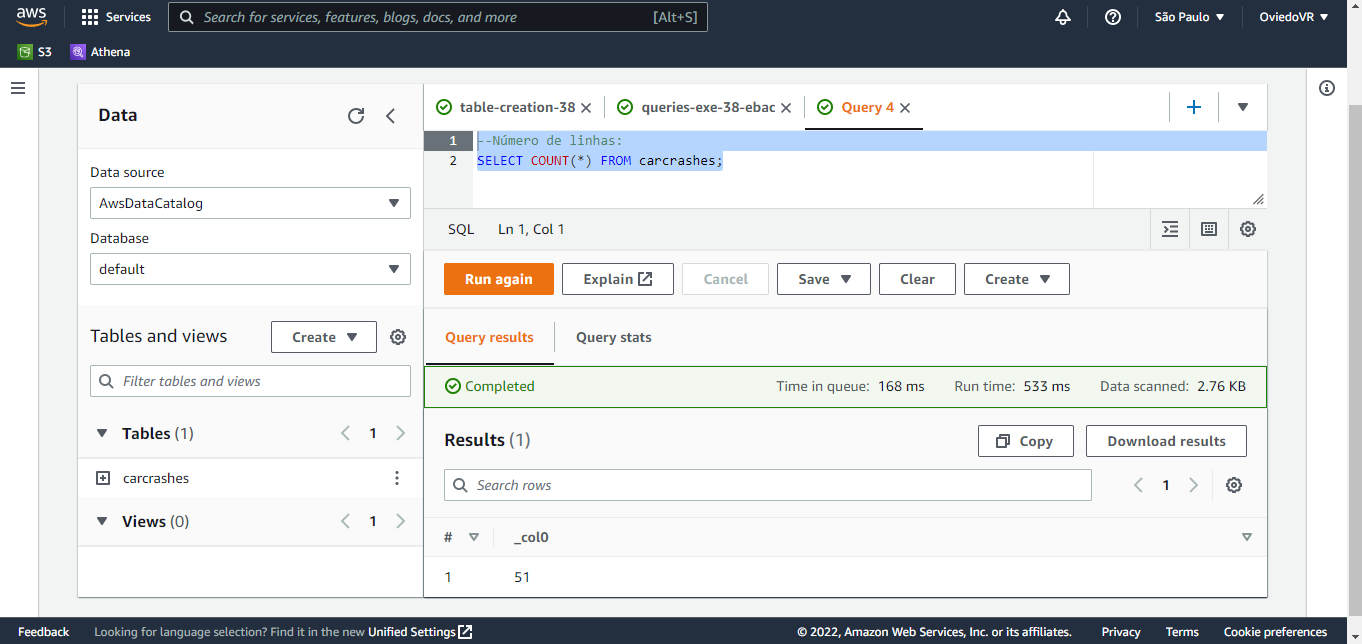 aws Services Search for services, features, blogs, docs, and more [Alt+S] São Paulo OviedoVR
S3 Athena
Data
Data source
AwsDataCatalog
Database
default
Tables and views Create
Filter tables and views
Tables (1) 1
carcrashes
Views (0) 1
table-creation-38 queries-exe-38-ebac Query 4
1 --Número de linhas:
2 SELECT COUNT(*) FROM carcrashes;
SQL Ln 1, Col 1
Run again Explain Cancel Save Clear Create
Query results Query stats
Completed Time in queue: 168 ms Run time: 533 ms Data scanned: 2.76 KB
Results (1) Copy Download results
Search rows 1
# _col0
1 51
Feedback Looking for language selection? Find it in the new Unified Settings © 2022, Amazon Web Services, Inc. or its affiliates. Privacy Terms Cookie preferences